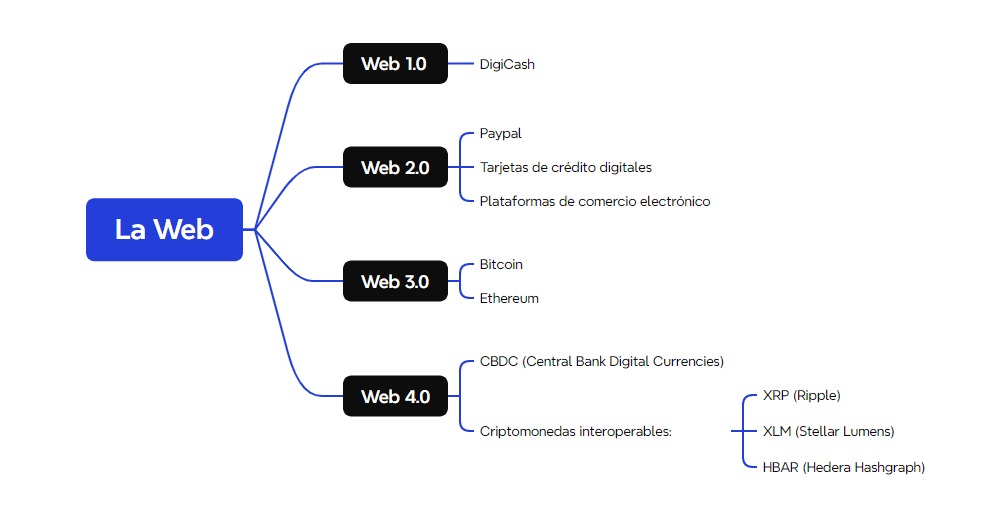 La Web
Web 1.0
DigiCash
Web 2.0
Paypal
Tarjetas de crédito digitales
Plataformas de comercio electrónico
Web 3.0
Bitcoin
Ethereum
Web 4.0
CBDC (Central Bank Digital Currencies)
Criptomonedas interoperables:
XRP (Ripple)
XLM (Stellar Lumens)
HBAR (Hedera Hashgraph)